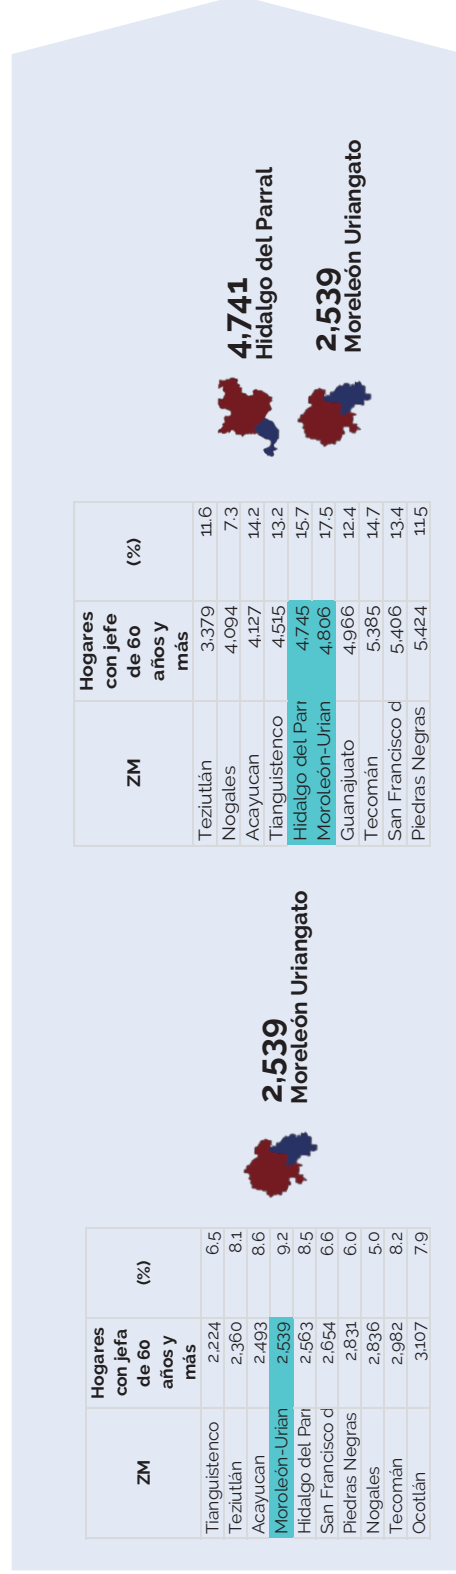 ZM Hogares con jefa de 60 años y más (%)
Tianguistenco 2,224 6.5
Teziutlán 2,360 8.1
Acayucan 2,493 8.6
Moroleón-Urian 2,539 9.2
Hidalgo del Parr 2,563 8.5
San Francisco d 2,654 6.6
Piedras Negras 2,831 6.0
Nogales 2,836 5.0
Tecomán 2,982 8.2
Ocotlán 3,107 7.9
2,539
Moreleón Uriangato
ZM Hogares con jefe de 60 años y más (%)
Teziutlán 3,379 11.6
Nogales 4,094 7.3
Acayucan 4,127 14.2
Tianguistenco 4,515 13.2
Hidalgo del Parr 4,745 15.7
Moroleón-Urian 4,806 17.5
Guanajuato 4,966 12.4
Tecomán 5,385 14.7
San Francisco d 5,406 13.4
Piedras Negras 5,424 11.5
4,741
Hidalgo del Parral
2,539
Moreleón Uriangato